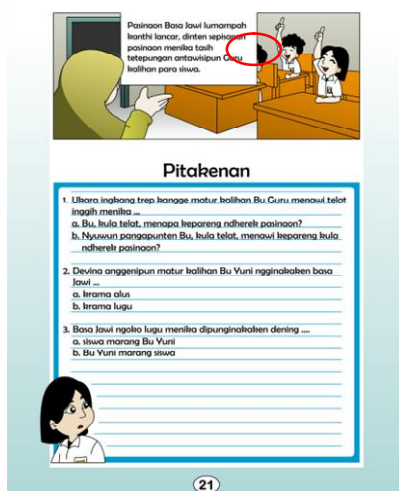 Pasinaon Basa Jawi lumampah
kanthi lancar, dinten sepisanan
pasinaon menika tasih
tetepungan antawisipun Guru
kalihan para siswa.
Pitakenan
1. Ukara ingkang trep kangge matur kalihan Bu Guru menawi telat
inggih menika ...
a. Bu, kula telat, menapa kepareng ndherek pasinaon?
b. Nyuwun pangapunten Bu, kula telat, menawi kepareng kula
ndherek pasinaon?
2. Devina anggenipun matur kalihan Bu Yuni ngginakaken basa
Jawi ...
a. krama alus
b. krama lugu
3. Basa Jawi ngoko lugu menika dipunginakaken dening ....
a. siswa marang Bu Yuni
b. Bu Yuni marang siswa
21